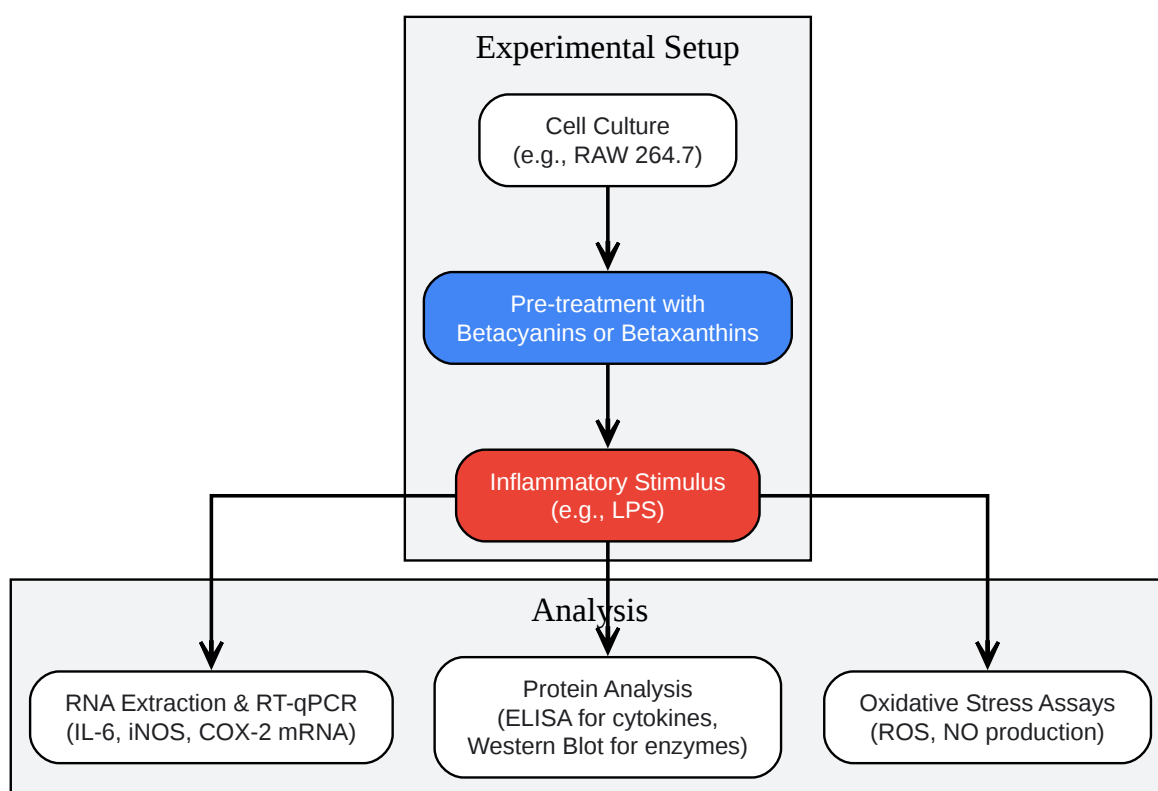 Experimental Setup
Cell Culture
(e.g., RAW 264.7)
Pre-treatment with
Betacyanins or Betaxanthins
Inflammatory Stimulus
(e.g., LPS)
Analysis
RNA Extraction & RT-qPCR
(IL-6, iNOS, COX-2 mRNA)
Protein Analysis
(ELISA for cytokines,
Western Blot for enzymes)
Oxidative Stress Assays
(ROS, NO production)